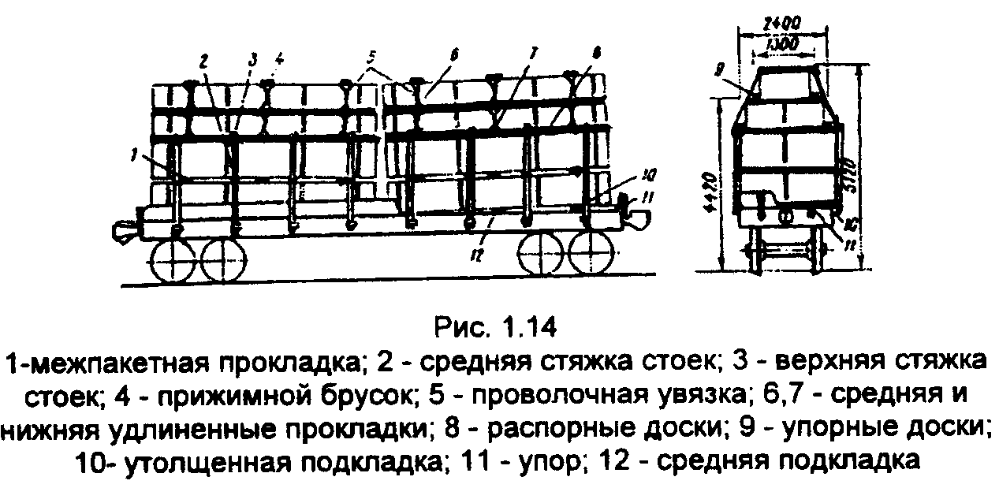 2400
1300
2 3 4 5 6 7 8
9
1
10
11
4420
5170
12
10
11
Рис. 1.14
1-межпакетная прокладка; 2 - средняя стяжка стоек; 3 - верхняя стяжка
стоек; 4 - прижимной брусок; 5 - проволочная увязка; 6,7 - средняя и
нижняя удлиненные прокладки; 8 - распорные доски; 9 - упорные доски;
10- утолщенная подкладка; 11 - упор; 12 - средняя подкладка